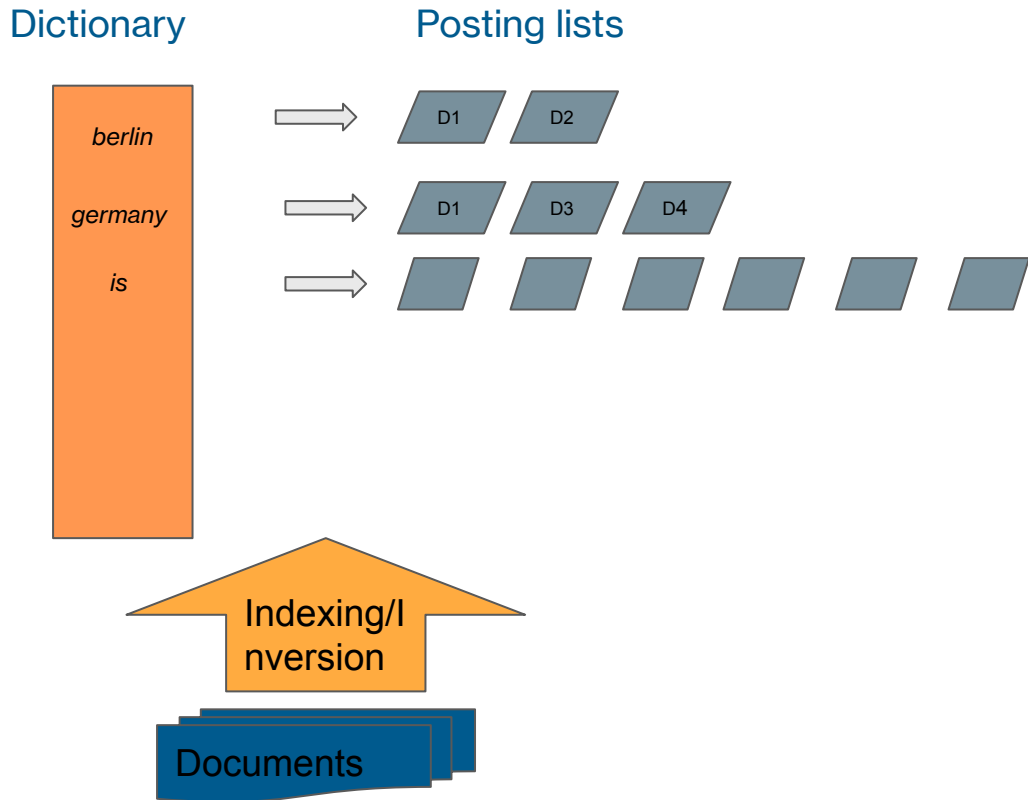 Dictionary
Posting lists
berlin
D1
D2
germany
D1
D3
D4
is
Indexing/I
nversion
Documents